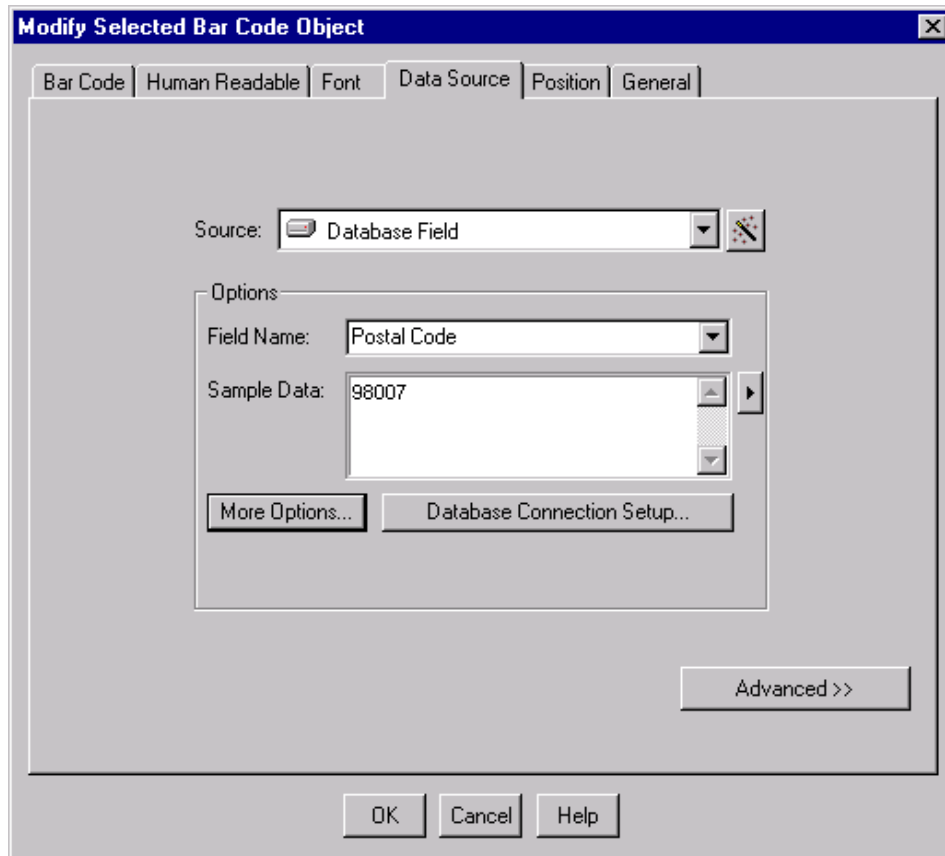 Modify Selected Bar Code Object
Bar Code Human Readable Font Data Source Position General
Source: Database Field
Options
Field Name: Postal Code
Sample Data: 98007
More Options... Database Connection Setup...
Advanced >>
OK Cancel Help